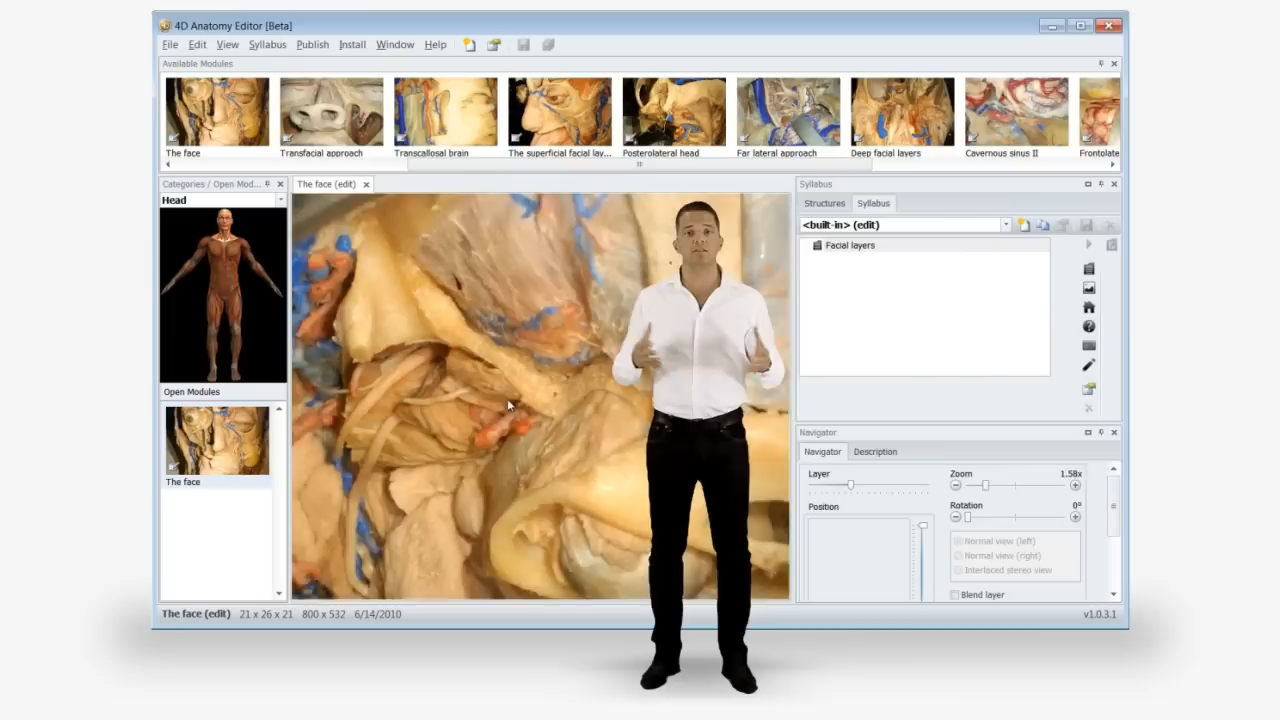 4D Anatomy Editor [Beta]
File Edit View Syllabus Publish Install Window Help
Available Modules
The face
Transfacial approach
Transcallosal brain
The superficial facial lay...
Posterolateral head
Far lateral approach
Deep facial layers
Cavernous sinus II
Frontolate
Categories / Open Mod...
Head
Open Modules
The face
The face (edit)
Syllabus
Structures Syllabus
<built-in> (edit)
Facial layers
Navigator
Navigator Description
Layer
Zoom 1.58x
Position
Rotation 0°
Normal view (left)
Normal view (right)
Interlaced stereo view
Blend layer
The face (edit) 21 x 26 x 21 800 x 532 6/14/2010
v1.0.3.1